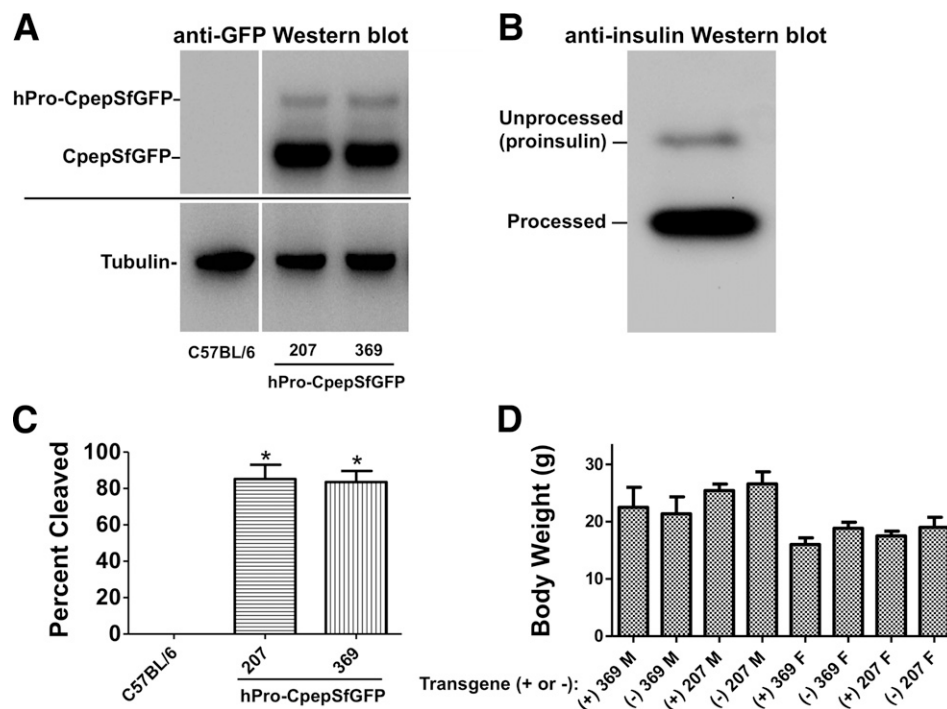 A
anti-GFP Western blot
hPro-CpepSfGFP-
CpepSfGFP-
Tubulin-
C57BL/6
207
369
hPro-CpepSfGFP
B
anti-insulin Western blot
Unprocessed
(proinsulin)
Processed
C
Percent Cleaved
100
80
60
40
20
0
*
*
C57BL/6
207
369
hPro-CpepSfGFP
D
Body Weight (g)
30
20
10
0
Transgene (+ or -):
(+) 369 M
(-) 369 M
(+) 207 M
(-) 207 M
(+) 369 F
(-) 369 F
(+) 207 F
(-) 207 F